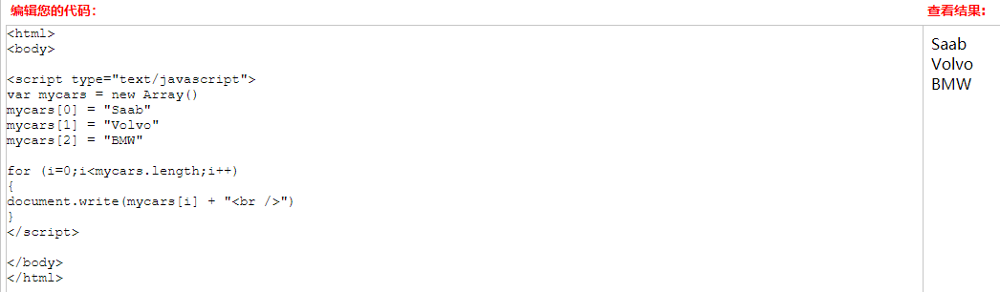 编辑您的代码：
查看结果:
<html>
<body>
<script type="text/javascript">
var mycars = new Array()
mycars[0] = "Saab"
mycars[1] = "Volvo"
mycars[2] = "BMW"
for (i=0;i<mycars.length;i++)
{
document.write(mycars[i] + "<br />")
}
</script>
</body>
</html>
Saab
Volvo
BMW